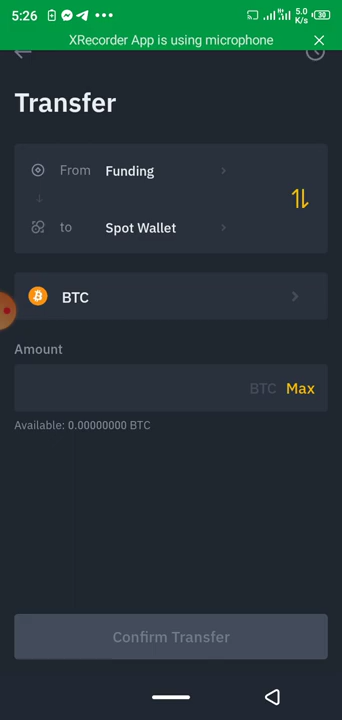 5:26
5.0
K/s
30
XRecorder App is using microphone
Transfer
From Funding
to Spot Wallet
BTC
Amount
BTC Max
Available: 0.00000000 BTC
Confirm Transfer